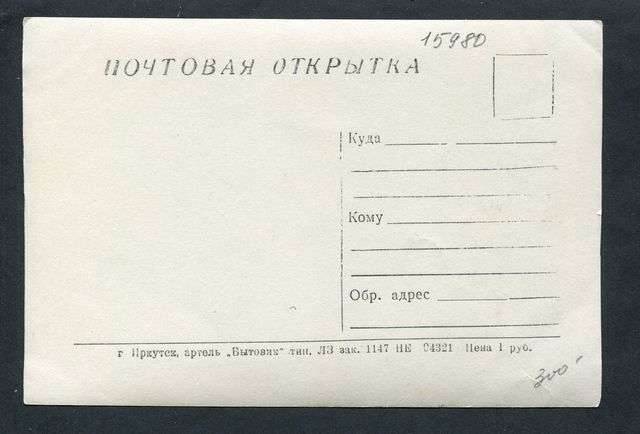 15980
ПОЧТОВАЯ ОТКРЫТКА
Куда
Кому
Обр. адрес
г Иркутск, артель „Бытовик" тип. ЛЗ зак. 1147 НЕ 04321 Цена 1 руб.
300